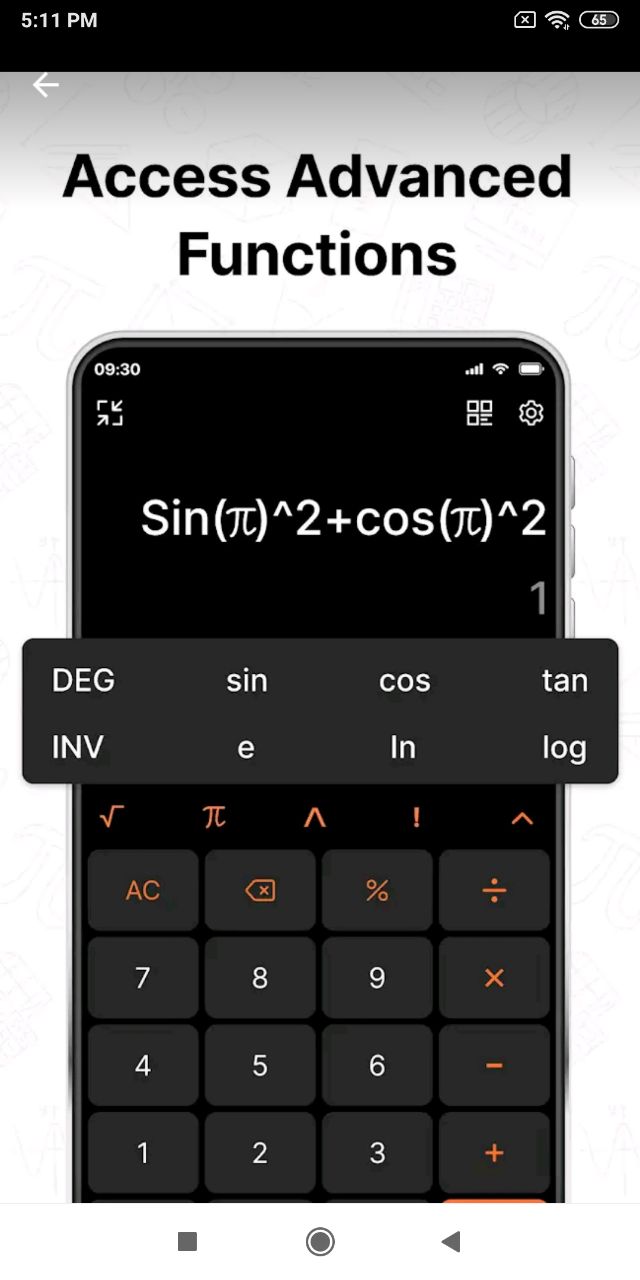 5:11 PM
65
Access Advanced
Functions
09:30
Sin(π)^2+cos(π)^2
1
DEG sin cos tan
INV e ln log
√ π ʌ ! ^
AC % ÷
7 8 9 ×
4 5 6 −
1 2 3 +